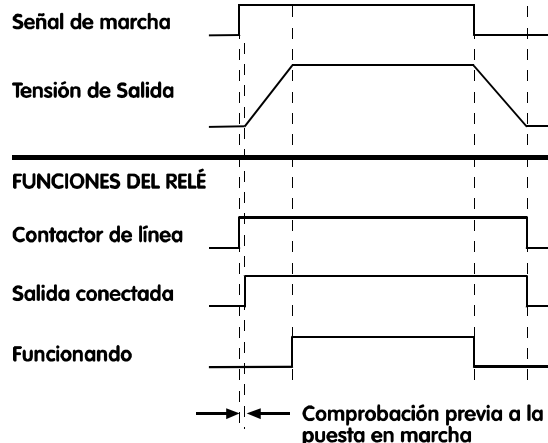 Señal de marcha
Tensión de Salida
FUNCIONES DEL RELÉ
Contactor de línea
Salida conectada
Funcionando
Comprobación previa a la
puesta en marcha